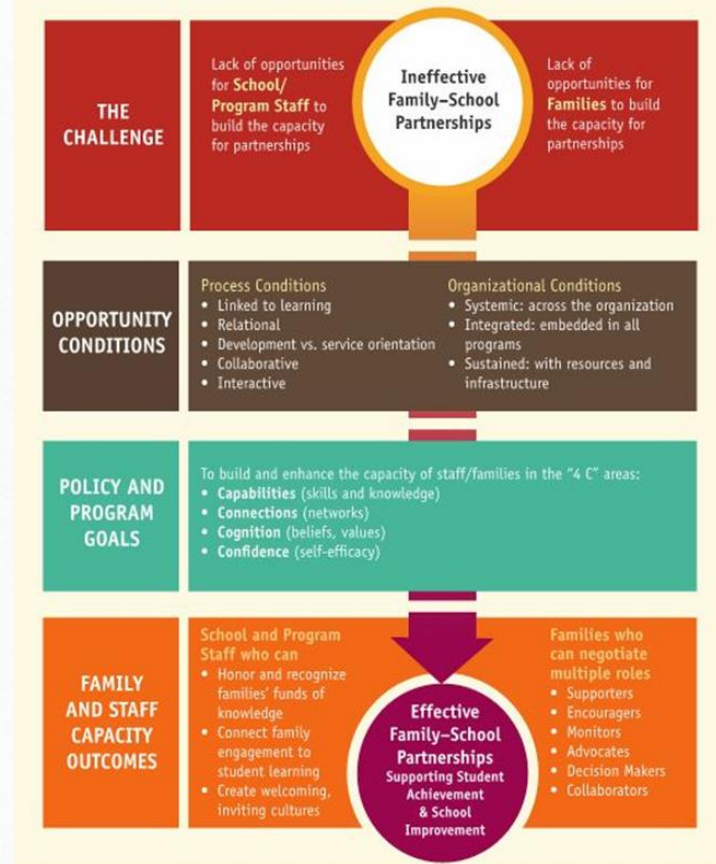 THE
CHALLENGE
Lack of opportunities
for School/
Program Staff to
build the capacity
for partnerships
Ineffective
Family–School
Partnerships
Lack of
opportunities for
Families to build
the capacity for
partnerships
OPPORTUNITY
CONDITIONS
Process Conditions
• Linked to learning
• Relational
• Development vs. service orientation
• Collaborative
• Interactive
Organizational Conditions
• Systemic: across the organization
• Integrated: embedded in all
programs
• Sustained: with resources and
infrastructure
POLICY AND
PROGRAM
GOALS
To build and enhance the capacity of staff/families in the "4 C" areas:
• Capabilities (skills and knowledge)
• Connections (networks)
• Cognition (beliefs, values)
• Confidence (self-efficacy)
FAMILY
AND STAFF
CAPACITY
OUTCOMES
School and Program
Staff who can
• Honor and recognize
families' funds of
knowledge
• Connect family
engagement to
student learning
• Create welcoming,
inviting cultures
Effective
Family–School
Partnerships
Supporting Student
Achievement
& School
Improvement
Families who
can negotiate
multiple roles
• Supporters
• Encouragers
• Monitors
• Advocates
• Decision Makers
• Collaborators